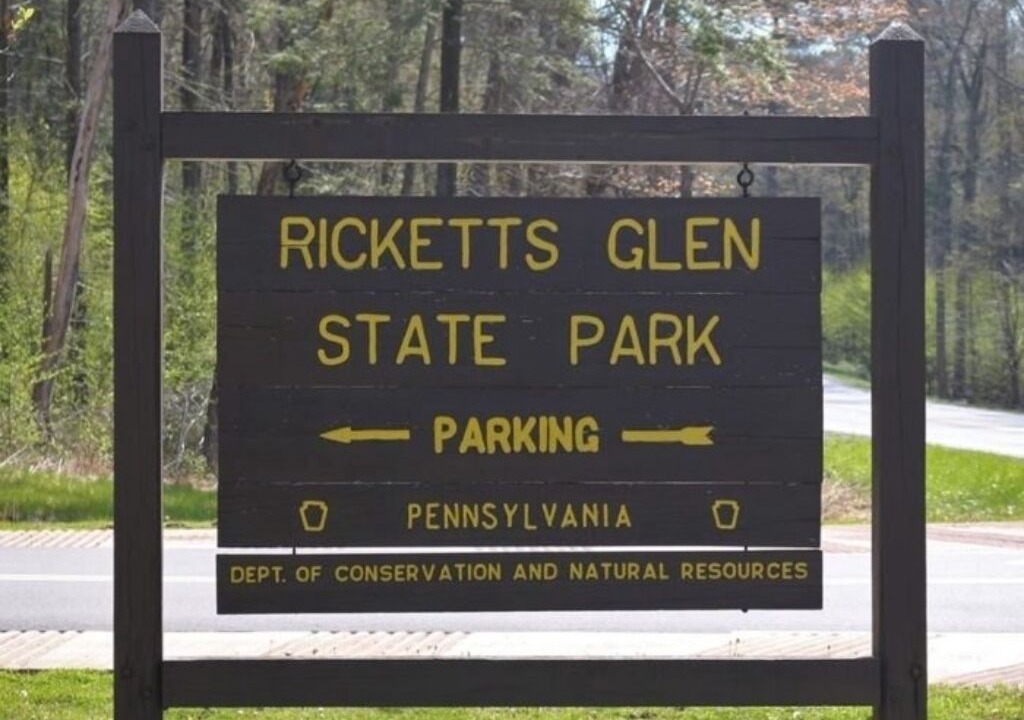 RICKETTS GLEN
STATE PARK
PARKING
PENNSYLVANIA
DEPT. OF CONSERVATION AND NATURAL RESOURCES